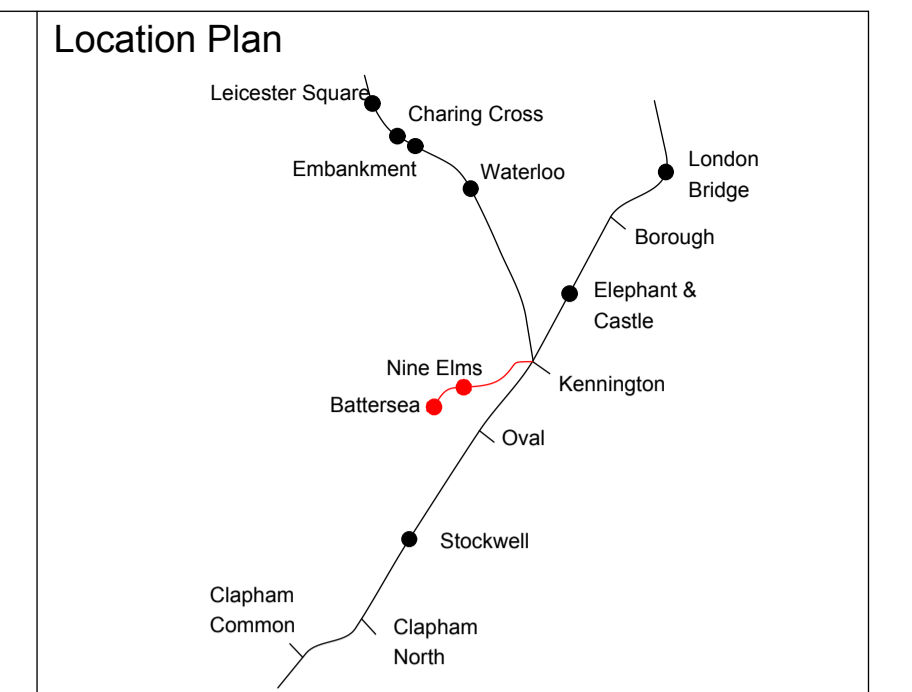 Location Plan
Leicester Square
Charing Cross
Embankment
Waterloo
London
Bridge
Borough
Elephant &
Castle
Nine Elms
Kennington
Battersea
Oval
Stockwell
Clapham
Common
Clapham
North